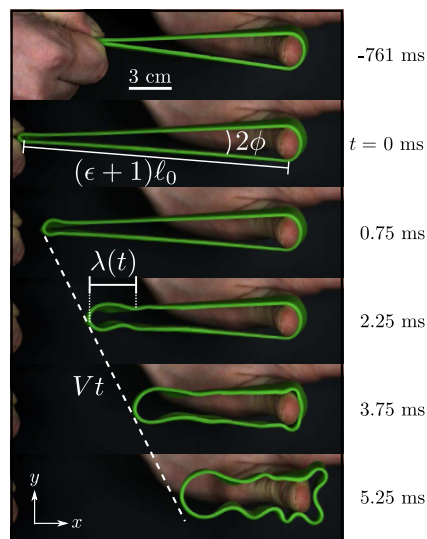 -761 ms
3 cm
t = 0 ms
2ϕ
(ϵ + 1)ℓ₀
0.75 ms
λ(t)
2.25 ms
Vt
3.75 ms
y
x
5.25 ms